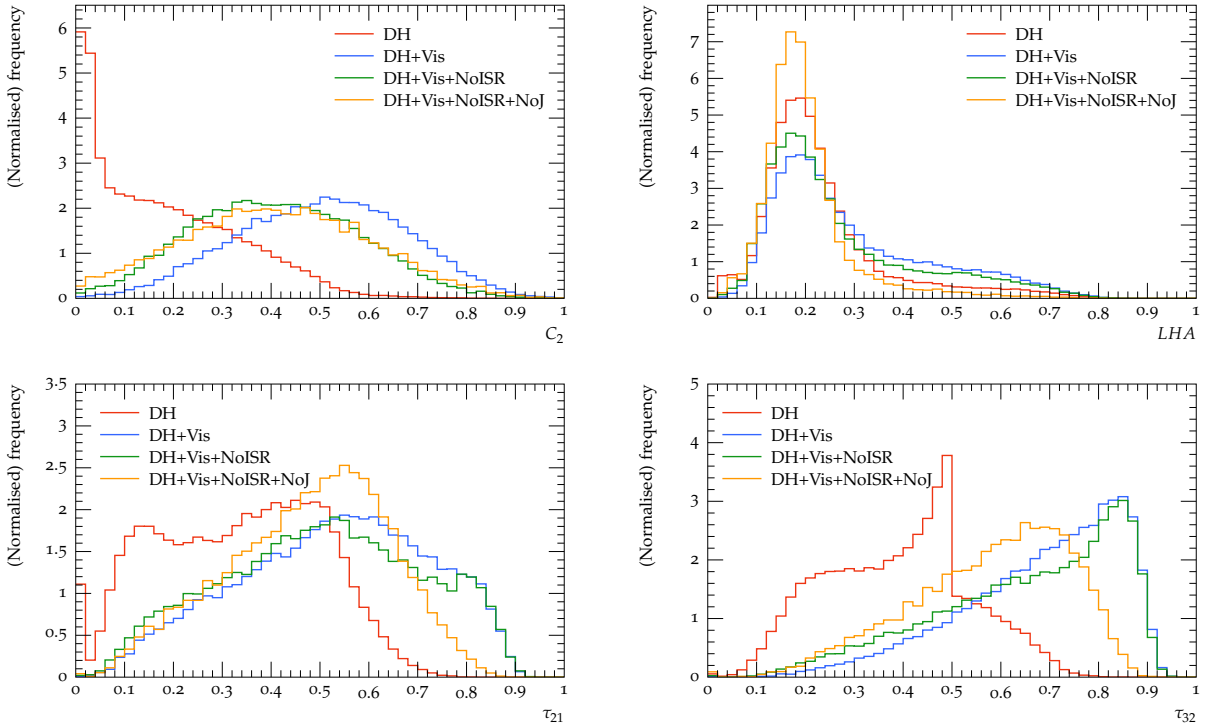 (Normalised) frequency
6
5
4
3
2
1
0
DH
DH+Vis
DH+Vis+NoISR
DH+Vis+NoISR+NoJ
0 0.1 0.2 0.3 0.4 0.5 0.6 0.7 0.8 0.9 1
C2
(Normalised) frequency
7
6
5
4
3
2
1
0
DH
DH+Vis
DH+Vis+NoISR
DH+Vis+NoISR+NoJ
0 0.1 0.2 0.3 0.4 0.5 0.6 0.7 0.8 0.9 1
LHA
(Normalised) frequency
3.5
3
2.5
2
1.5
1
0.5
0
DH
DH+Vis
DH+Vis+NoISR
DH+Vis+NoISR+NoJ
0 0.1 0.2 0.3 0.4 0.5 0.6 0.7 0.8 0.9 1
τ21
(Normalised) frequency
5
4
3
2
1
0
DH
DH+Vis
DH+Vis+NoISR
DH+Vis+NoISR+NoJ
0 0.1 0.2 0.3 0.4 0.5 0.6 0.7 0.8 0.9 1
τ32